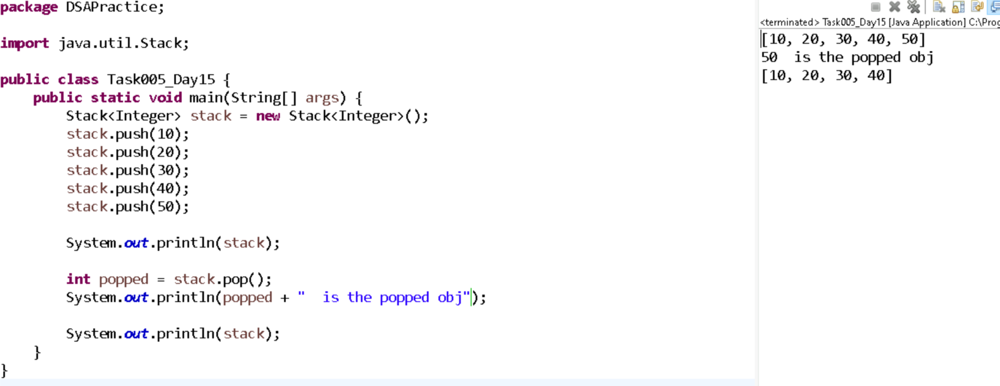 package DSAPractice;
import java.util.Stack;
public class Task005_Day15 {
public static void main(String[] args) {
Stack<Integer> stack = new Stack<Integer>();
stack.push(10);
stack.push(20);
stack.push(30);
stack.push(40);
stack.push(50);
System.out.println(stack);
int popped = stack.pop();
System.out.println(popped + "  is the popped obj");
System.out.println(stack);
}
}
<terminated> Task005_Day15 [Java Application] C:\Prog
[10, 20, 30, 40, 50]
50  is the popped obj
[10, 20, 30, 40]